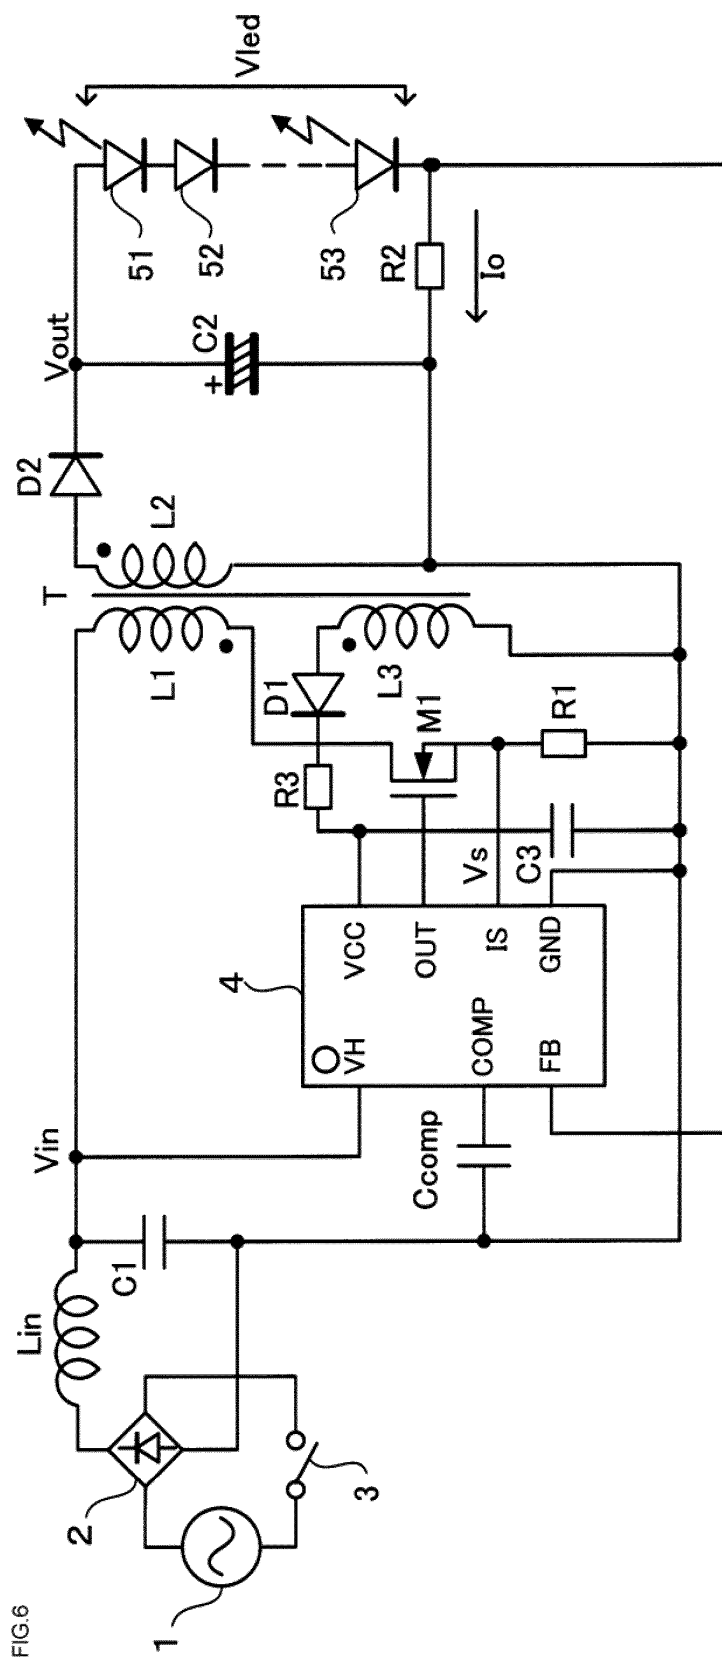 FIG.6
1
2
3
Lin
C1
Vin
Ccomp
4
VH
COMP
FB
VCC
OUT
IS
GND
Vs
C3
R3
D1
M1
R1
L3
L1
T
L2
D2
Vout
C2
+
R2
Io
51
52
53
Vled